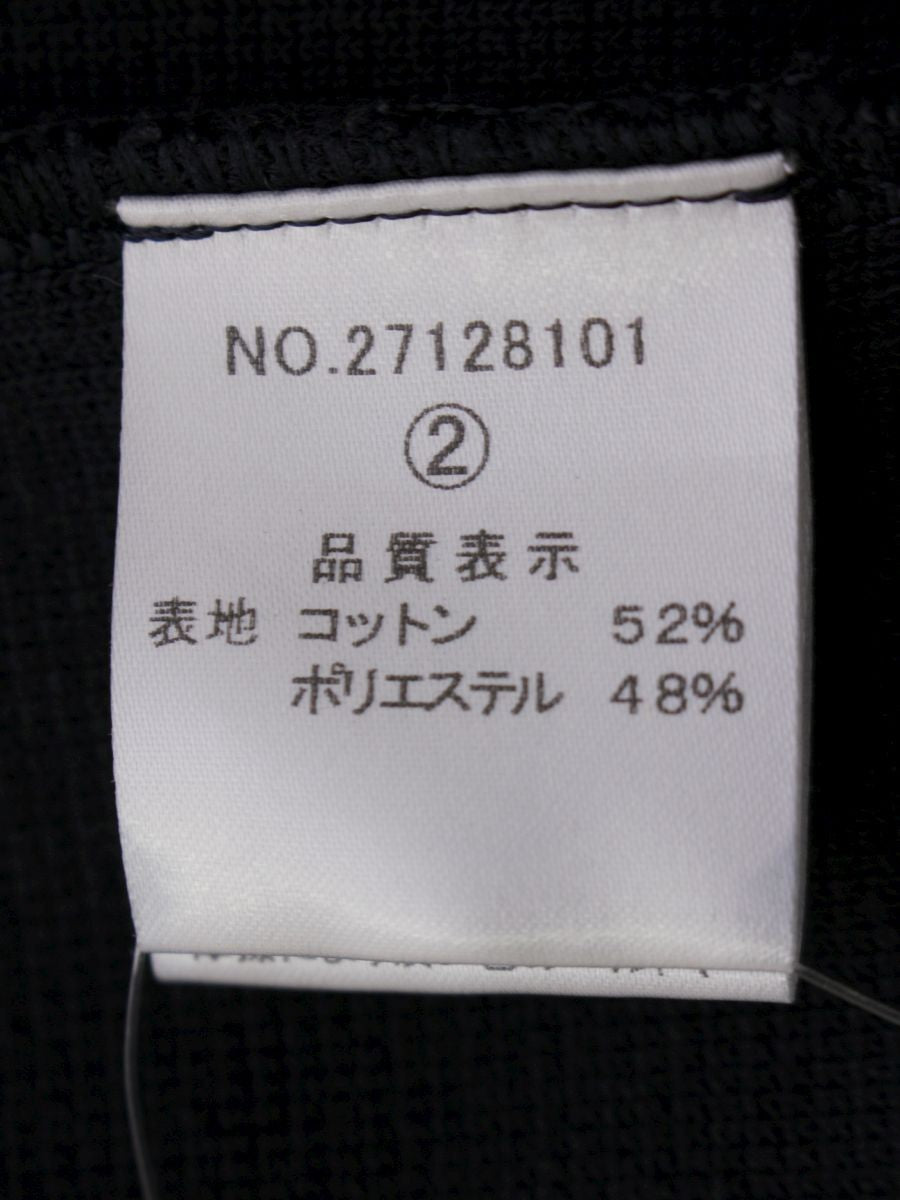 NO.27128101
②
品質表示
表地 コットン 52%
ポリエステル 48%